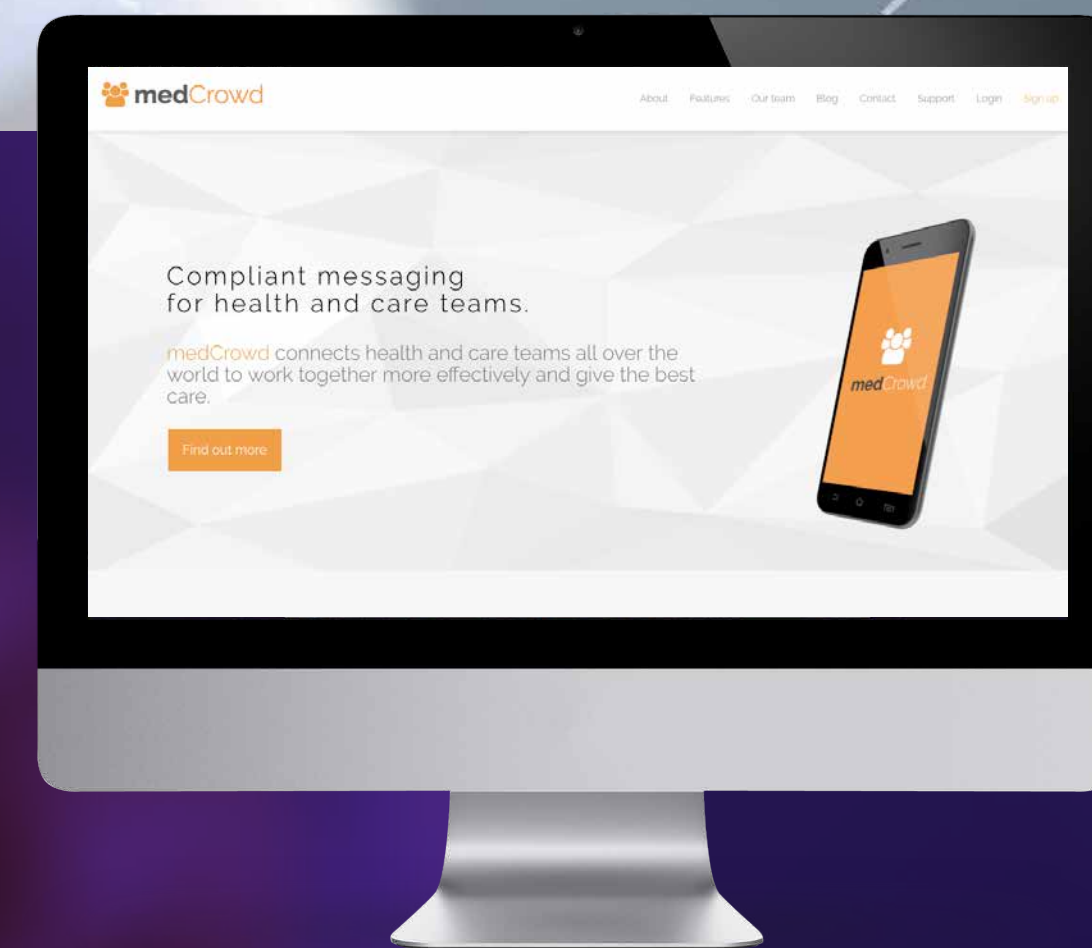 medCrowd
About Features Our team Blog Contact Support Login Sign up
Compliant messaging
for health and care teams.
medCrowd connects health and care teams all over the
world to work together more effectively and give the best
care.
Find out more
medCrowd